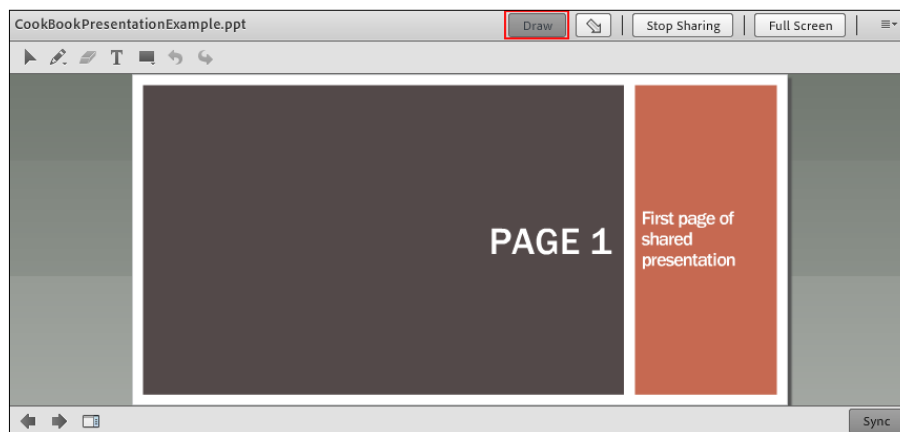 CookBookPresentationExample.ppt
Draw
Stop Sharing
Full Screen
T
PAGE 1
First page of
shared
presentation
Sync